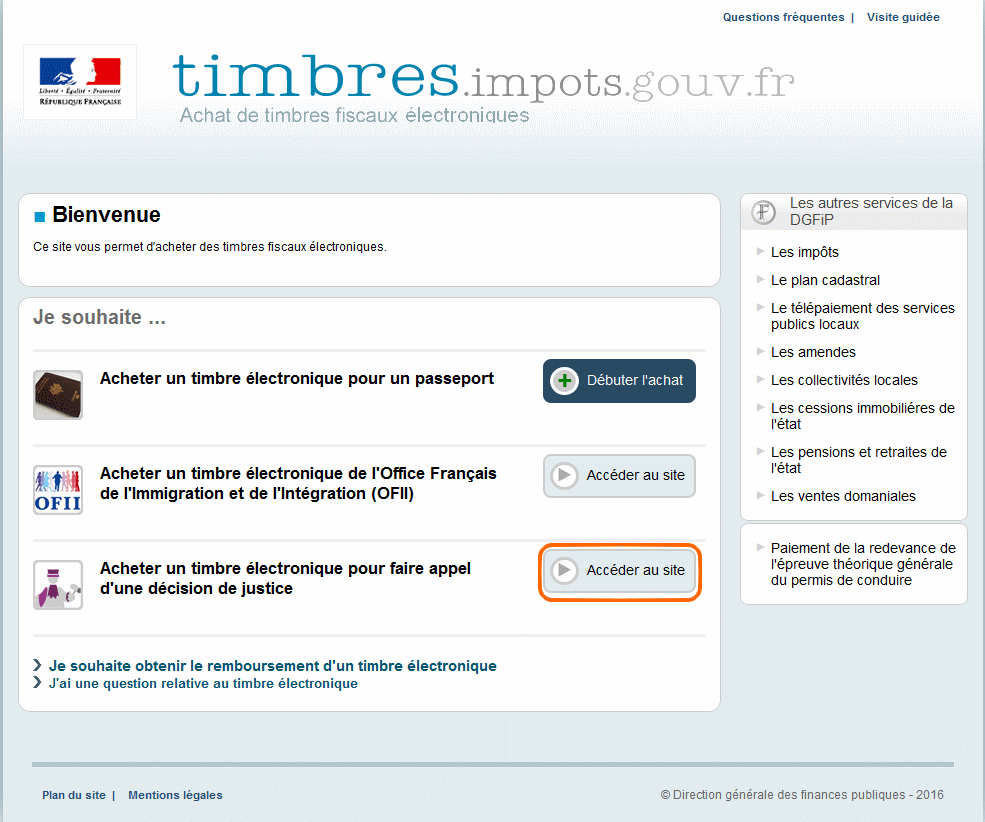 Questions fréquentes | Visite guidée
Liberté • Égalité • Fraternité
RÉPUBLIQUE FRANÇAISE
timbres.impots.gouv.fr
Achat de timbres fiscaux électroniques
Bienvenue
Ce site vous permet d'acheter des timbres fiscaux électroniques.
Je souhaite ...
Acheter un timbre électronique pour un passeport
Débuter l'achat
OFII
Acheter un timbre électronique de l'Office Français
de l'Immigration et de l'Intégration (OFII)
Accéder au site
Acheter un timbre électronique pour faire appel
d'une décision de justice
Accéder au site
Je souhaite obtenir le remboursement d'un timbre électronique
J'ai une question relative au timbre électronique
Les autres services de la
DGFiP
Les impôts
Le plan cadastral
Le télépaiement des services
publics locaux
Les amendes
Les collectivités locales
Les cessions immobiliéres de
l'état
Les pensions et retraites de
l'état
Les ventes domaniales
Paiement de la redevance de
l'épreuve théorique générale
du permis de conduire
Plan du site | Mentions légales
© Direction générale des finances publiques - 2016